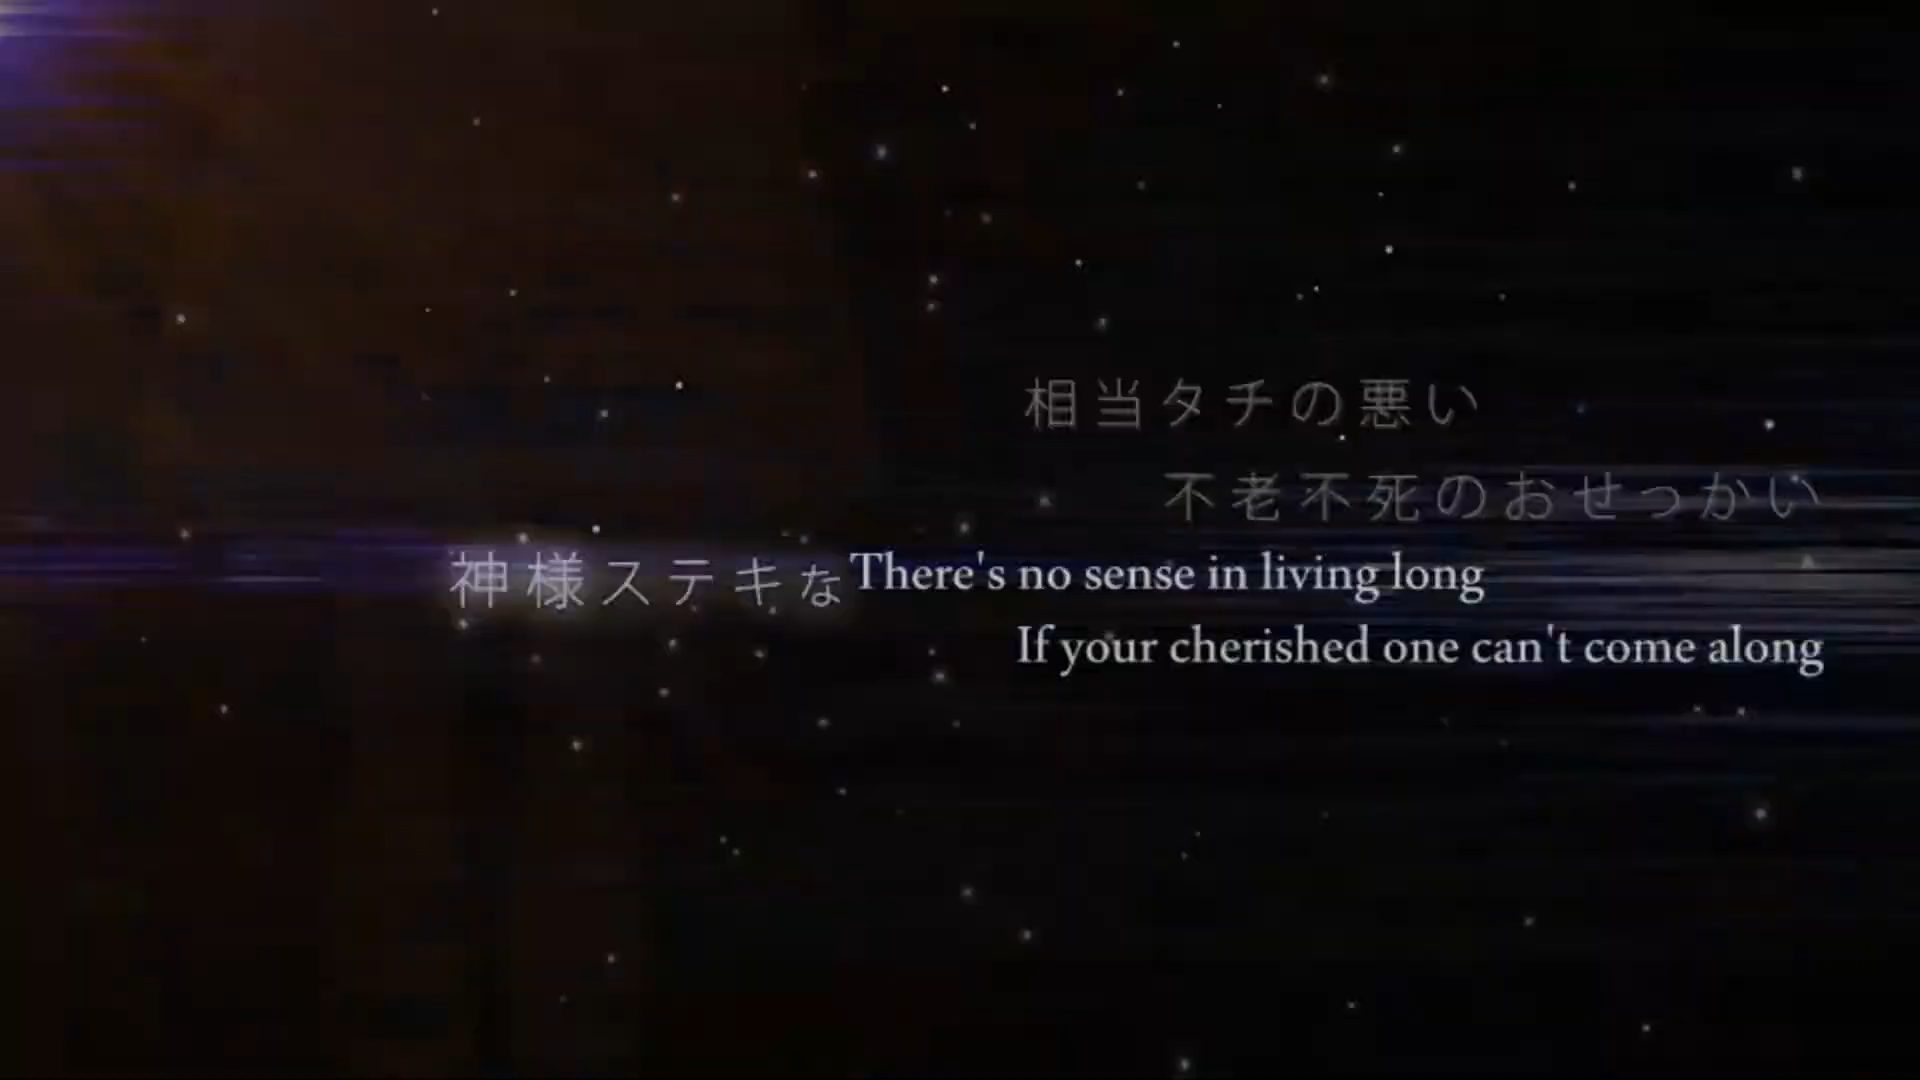 相当タチの悪い
不老不死のおせっかい
神様ステキな
There's no sense in living long
If your cherished one can't come along